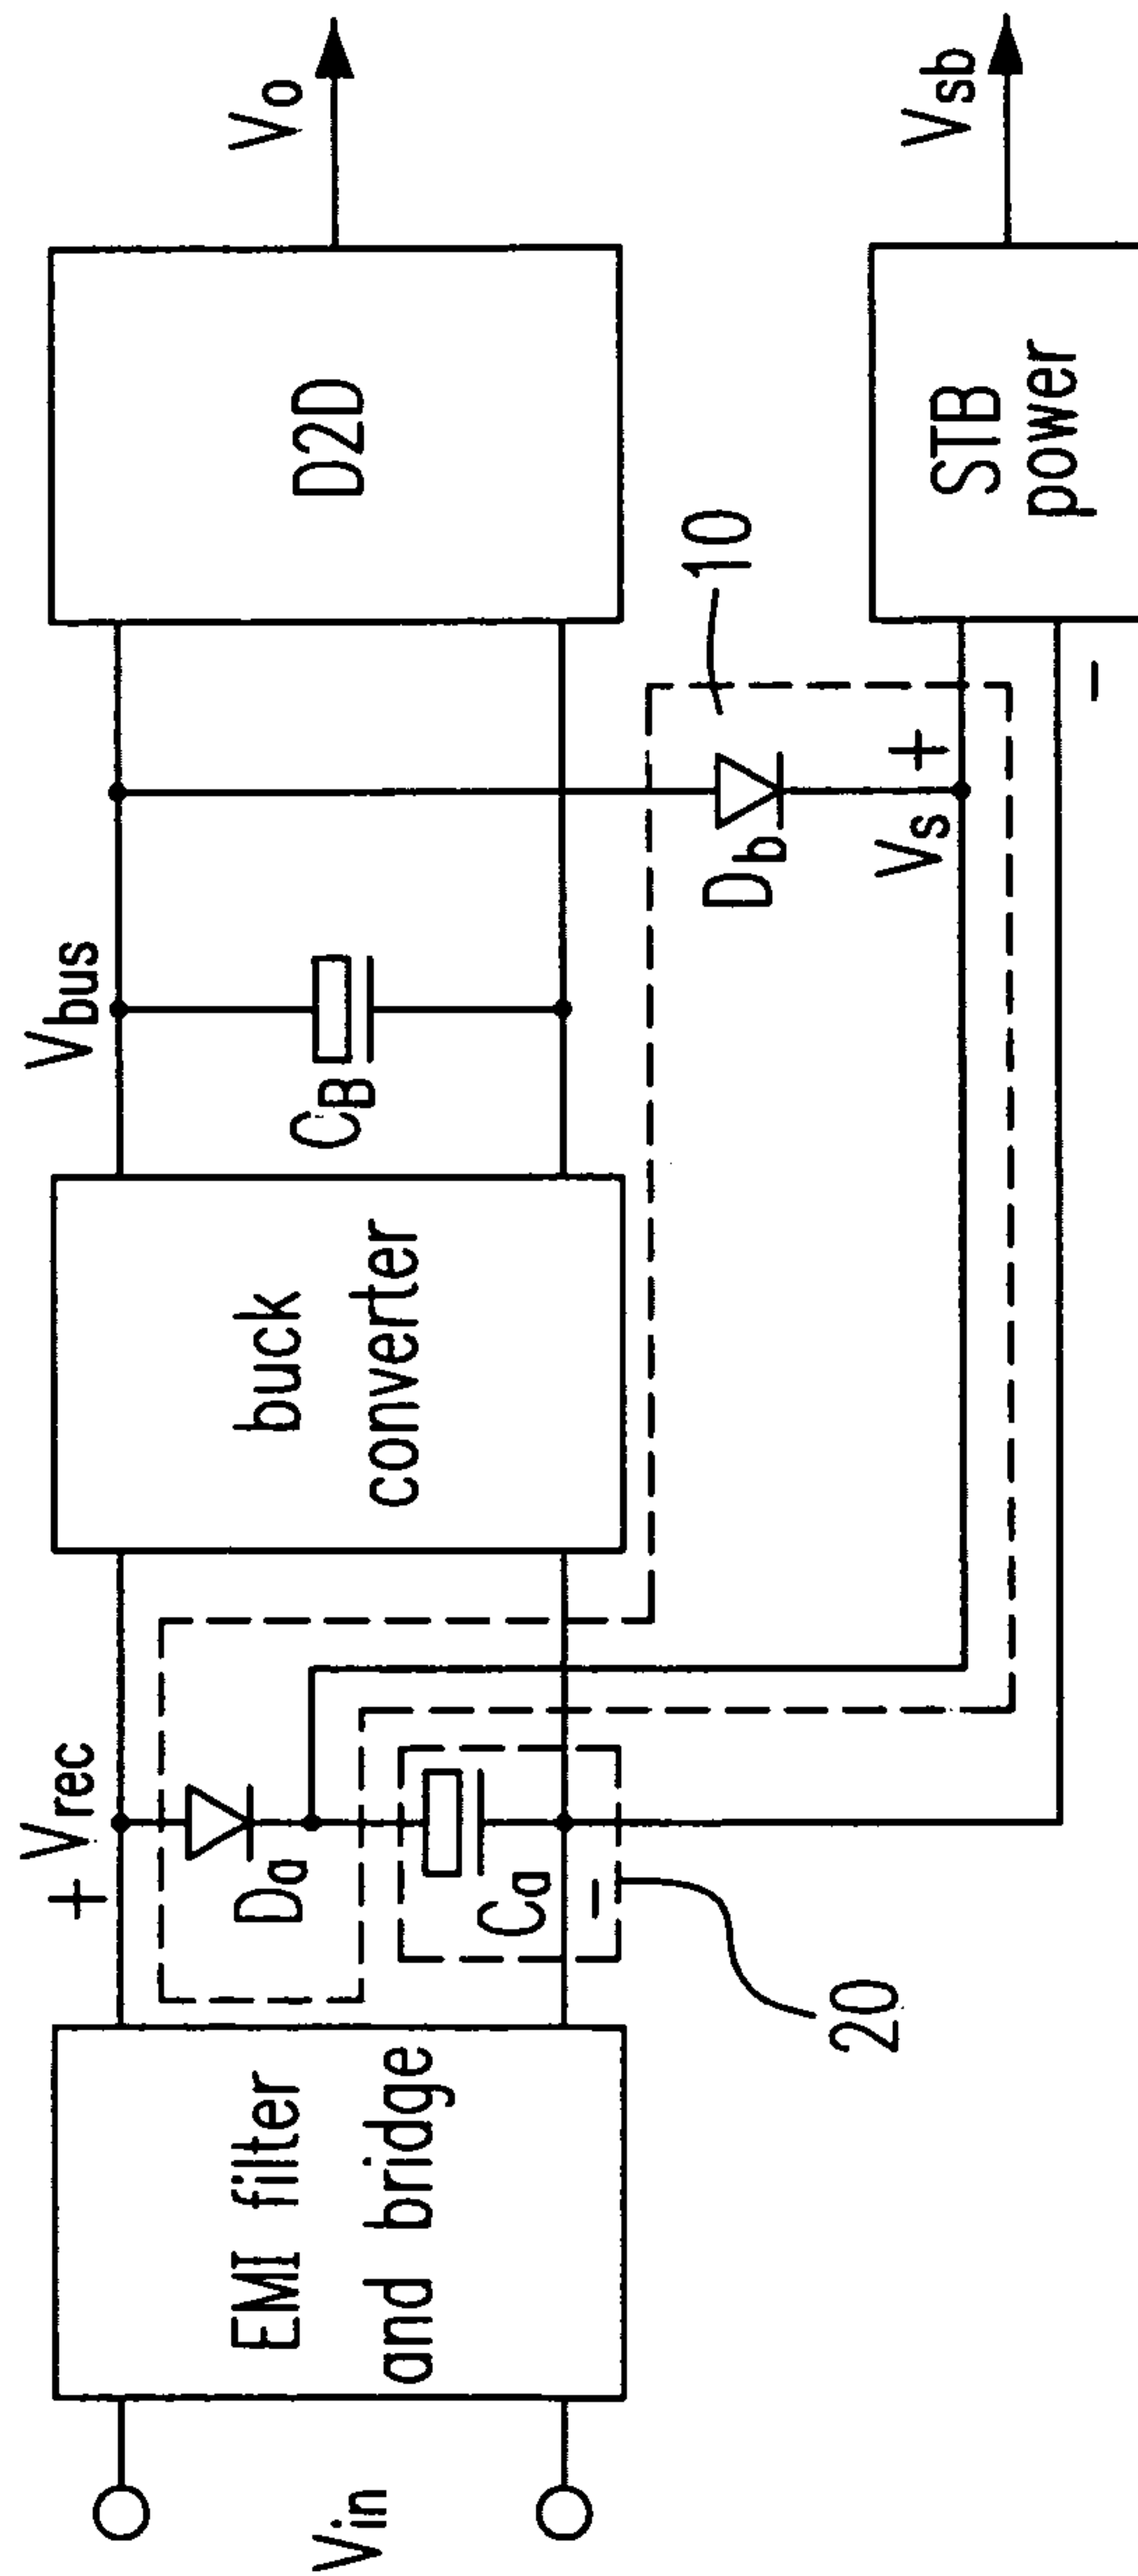 Vin
EMI filter
and bridge
+
Vrec
Da
Ca
-
20
buck
converter
Vbus
CB
Db
10
Vs
+
-
D2D
Vo
STB
power
Vsb